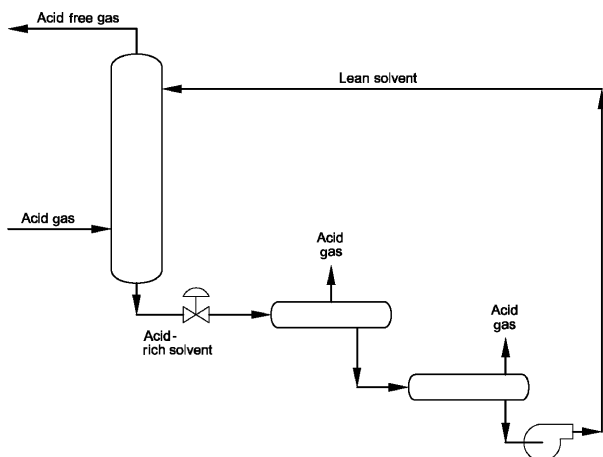 Acid free gas
Lean solvent
Acid gas
Acid
gas
Acid-
rich solvent
Acid
gas